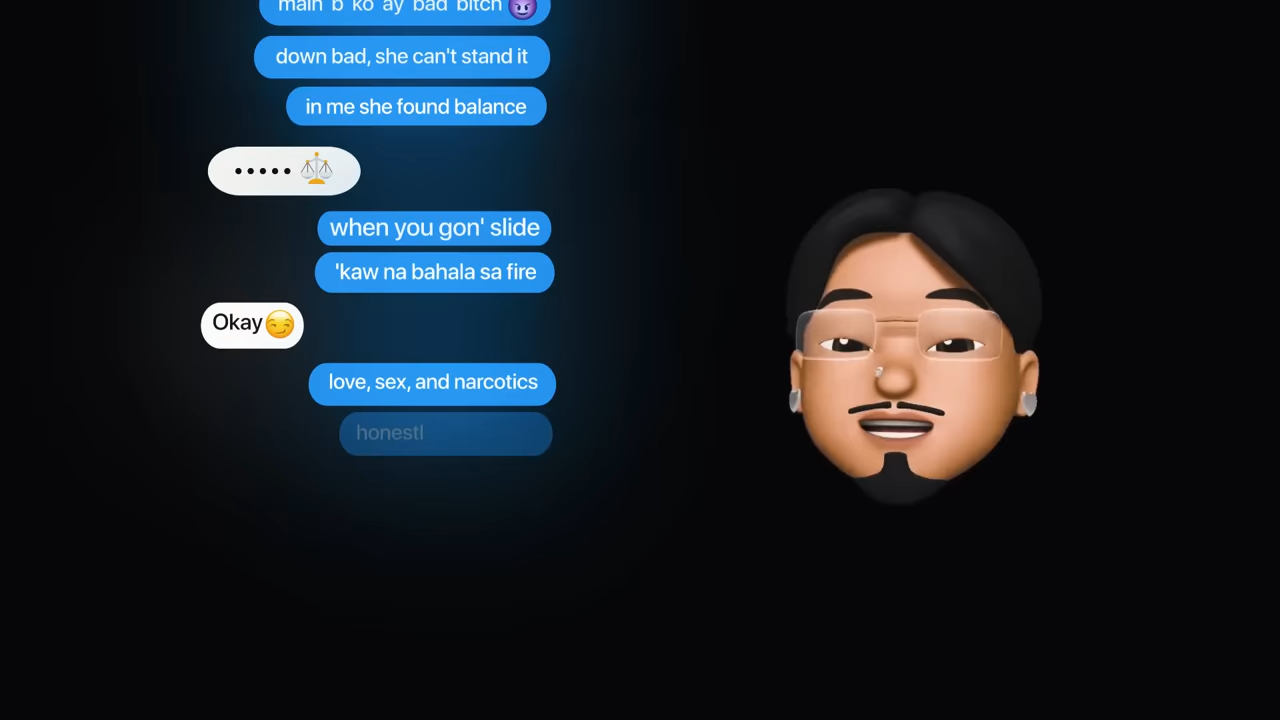 main b ko ay bad bitch 😈
down bad, she can't stand it
in me she found balance
••••• ⚖️
when you gon' slide
'kaw na bahala sa fire
Okay😏
love, sex, and narcotics
honestl